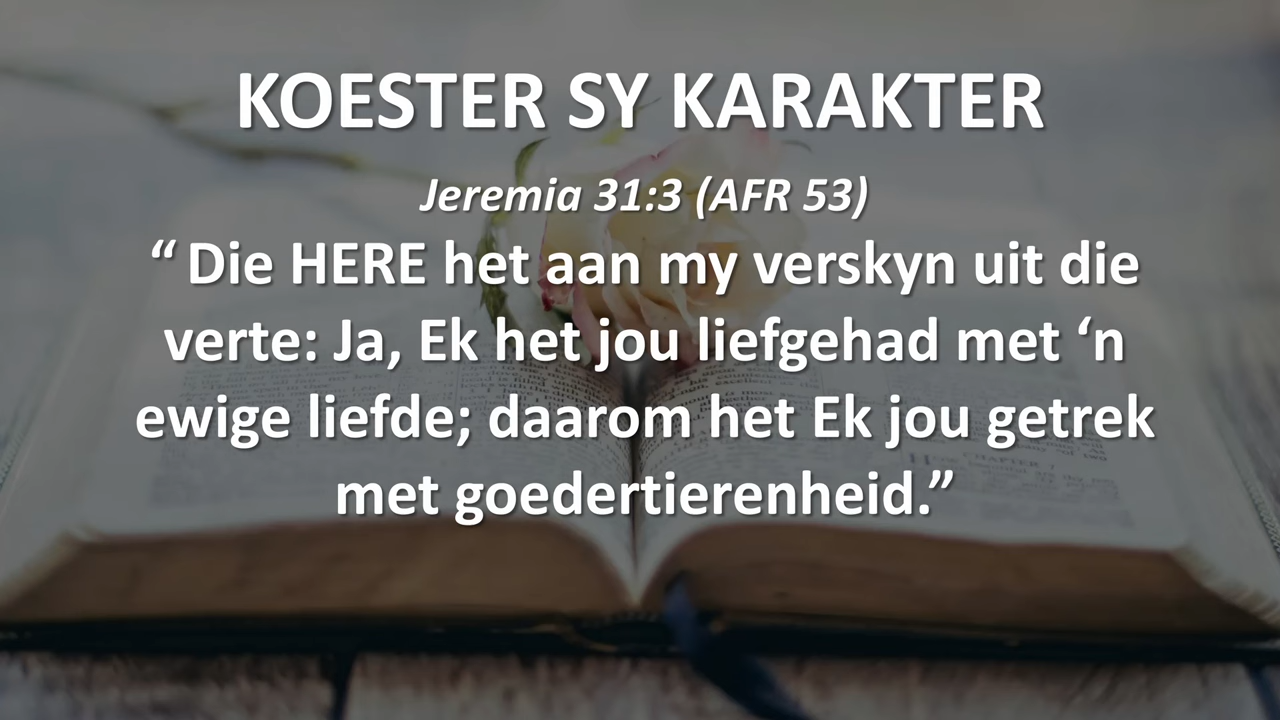 KOESTER SY KARAKTER
Jeremia 31:3 (AFR 53)
“ Die HERE het aan my verskyn uit die
verte: Ja, Ek het jou liefgehad met ‘n
ewige liefde; daarom het Ek jou getrek
met goedertierenheid.”